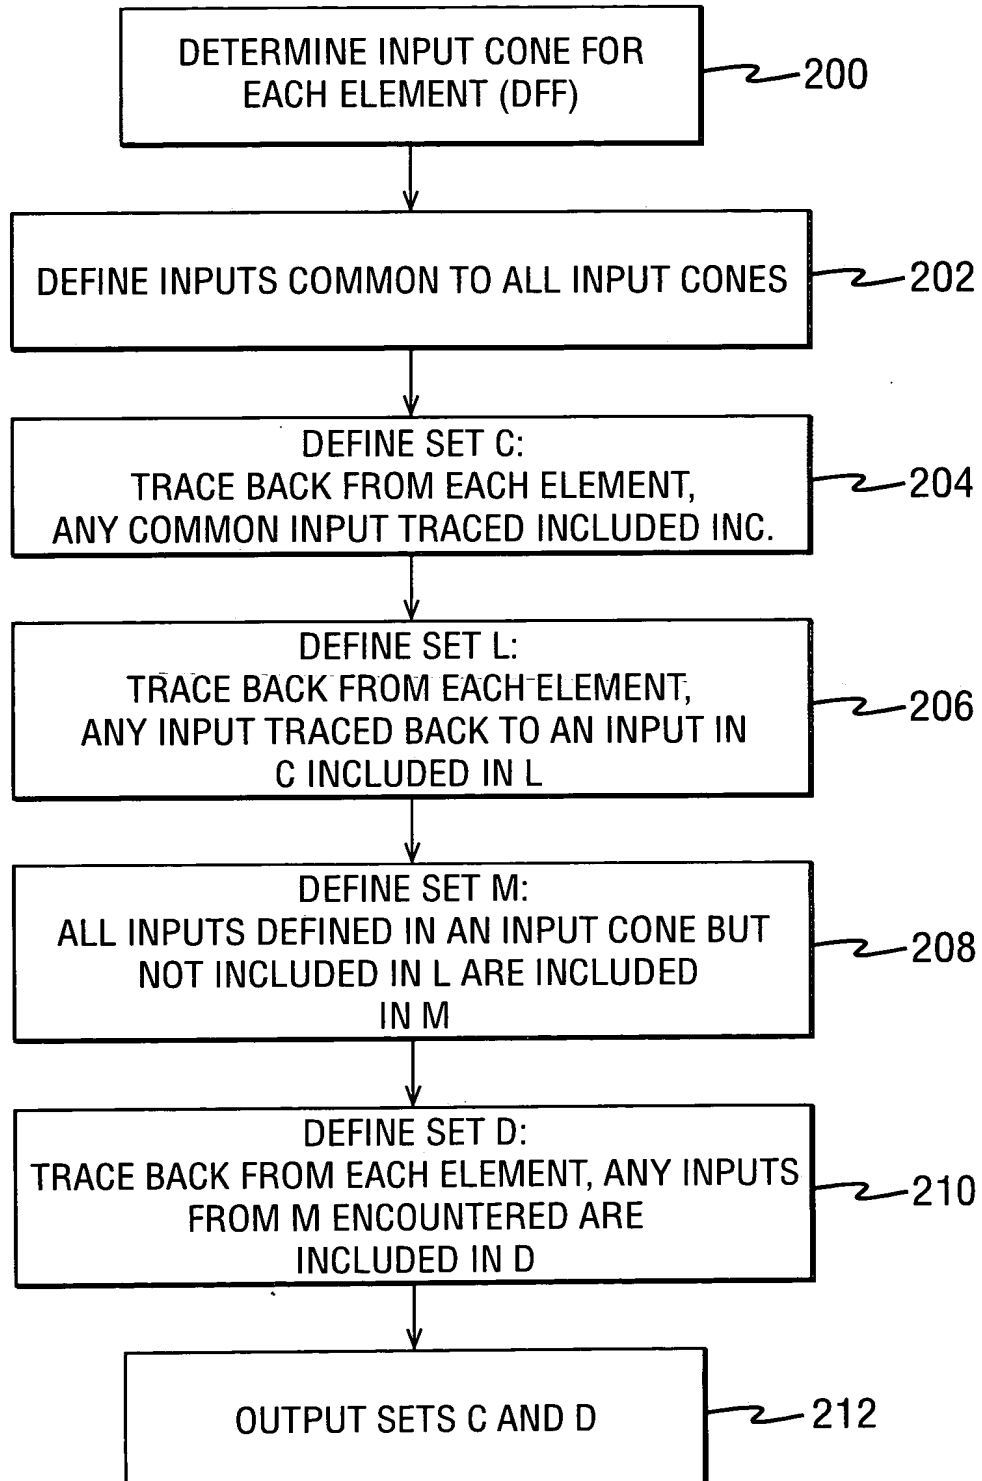 DETERMINE INPUT CONE FOR
EACH ELEMENT (DFF)
200
DEFINE INPUTS COMMON TO ALL INPUT CONES
202
DEFINE SET C:
TRACE BACK FROM EACH ELEMENT,
ANY COMMON INPUT TRACED INCLUDED INC.
204
DEFINE SET L:
TRACE BACK FROM EACH ELEMENT,
ANY INPUT TRACED BACK TO AN INPUT IN
C INCLUDED IN L
206
DEFINE SET M:
ALL INPUTS DEFINED IN AN INPUT CONE BUT
NOT INCLUDED IN L ARE INCLUDED
IN M
208
DEFINE SET D:
TRACE BACK FROM EACH ELEMENT, ANY INPUTS
FROM M ENCOUNTERED ARE
INCLUDED IN D
210
OUTPUT SETS C AND D
212